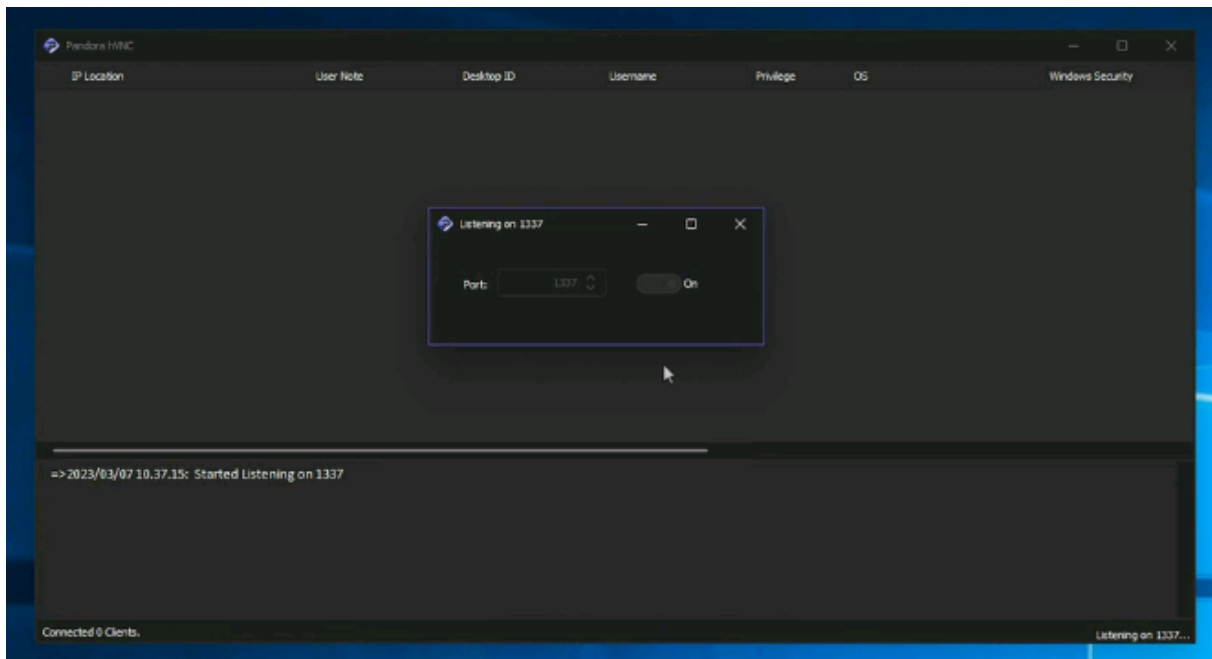 Pandora HVNC
IP Location User Note Desktop ID Username Privilege OS Windows Security
Listening on 1337
Port: 1337 On
=>2023/03/07 10.37.15: Started Listening on 1337
Connected 0 Clients.
Listening on 1337...